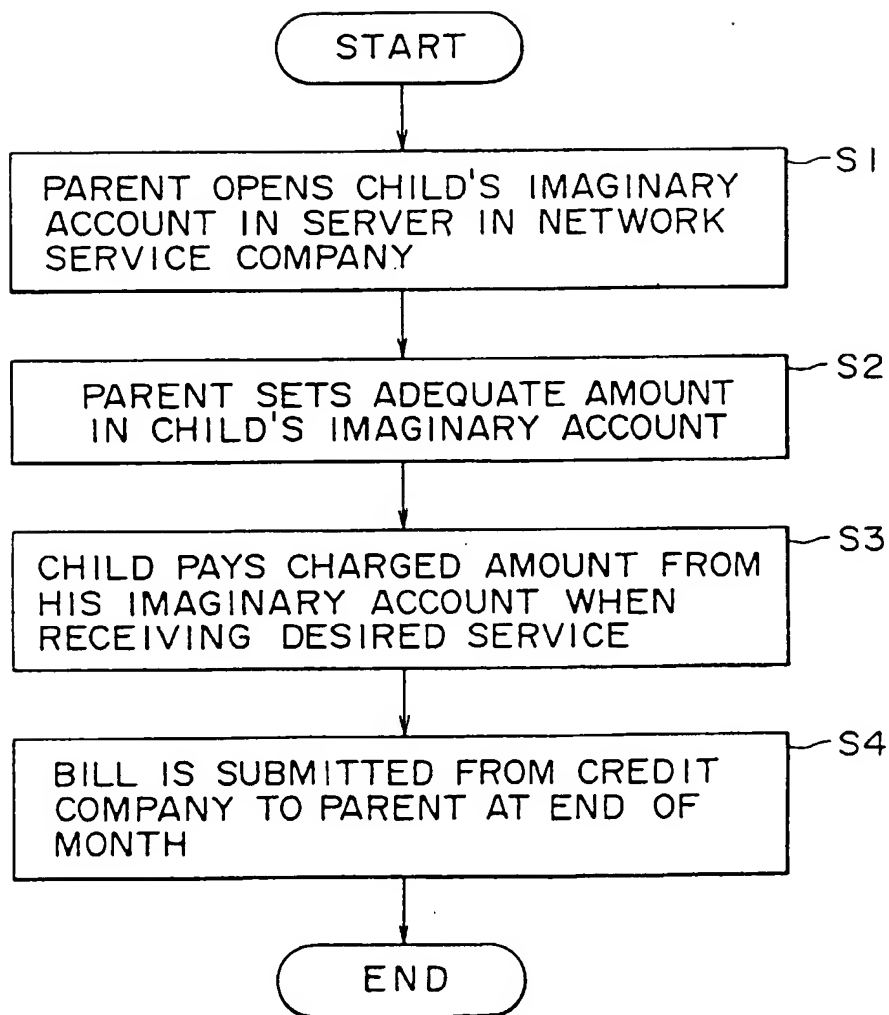 START
S1
PARENT OPENS CHILD'S IMAGINARY
ACCOUNT IN SERVER IN NETWORK
SERVICE COMPANY
S2
PARENT SETS ADEQUATE AMOUNT
IN CHILD'S IMAGINARY ACCOUNT
S3
CHILD PAYS CHARGED AMOUNT FROM
HIS IMAGINARY ACCOUNT WHEN
RECEIVING DESIRED SERVICE
S4
BILL IS SUBMITTED FROM CREDIT
COMPANY TO PARENT AT END OF
MONTH
END